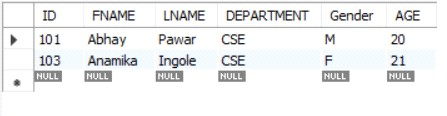 ID FNAME LNAME DEPARTMENT Gender AGE
101 Abhay Pawar CSE M 20
103 Anamika Ingole CSE F 21
NULL NULL NULL NULL NULL NULL